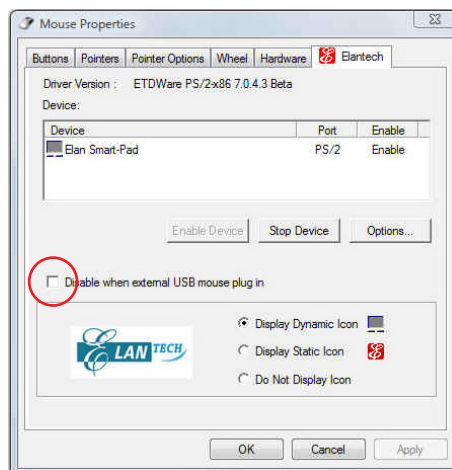 Mouse Properties
Buttons Pointers Pointer Options Wheel Hardware Elantech
Driver Version : ETDWare PS/2-x86 7.0.4.3 Beta
Device:
Device Port Enable
Elan Smart-Pad PS/2 Enable
Enable Device Stop Device Options...
Disable when external USB mouse plug in
Display Dynamic Icon
ELANTECH
Display Static Icon
Do Not Display Icon
OK Cancel Apply